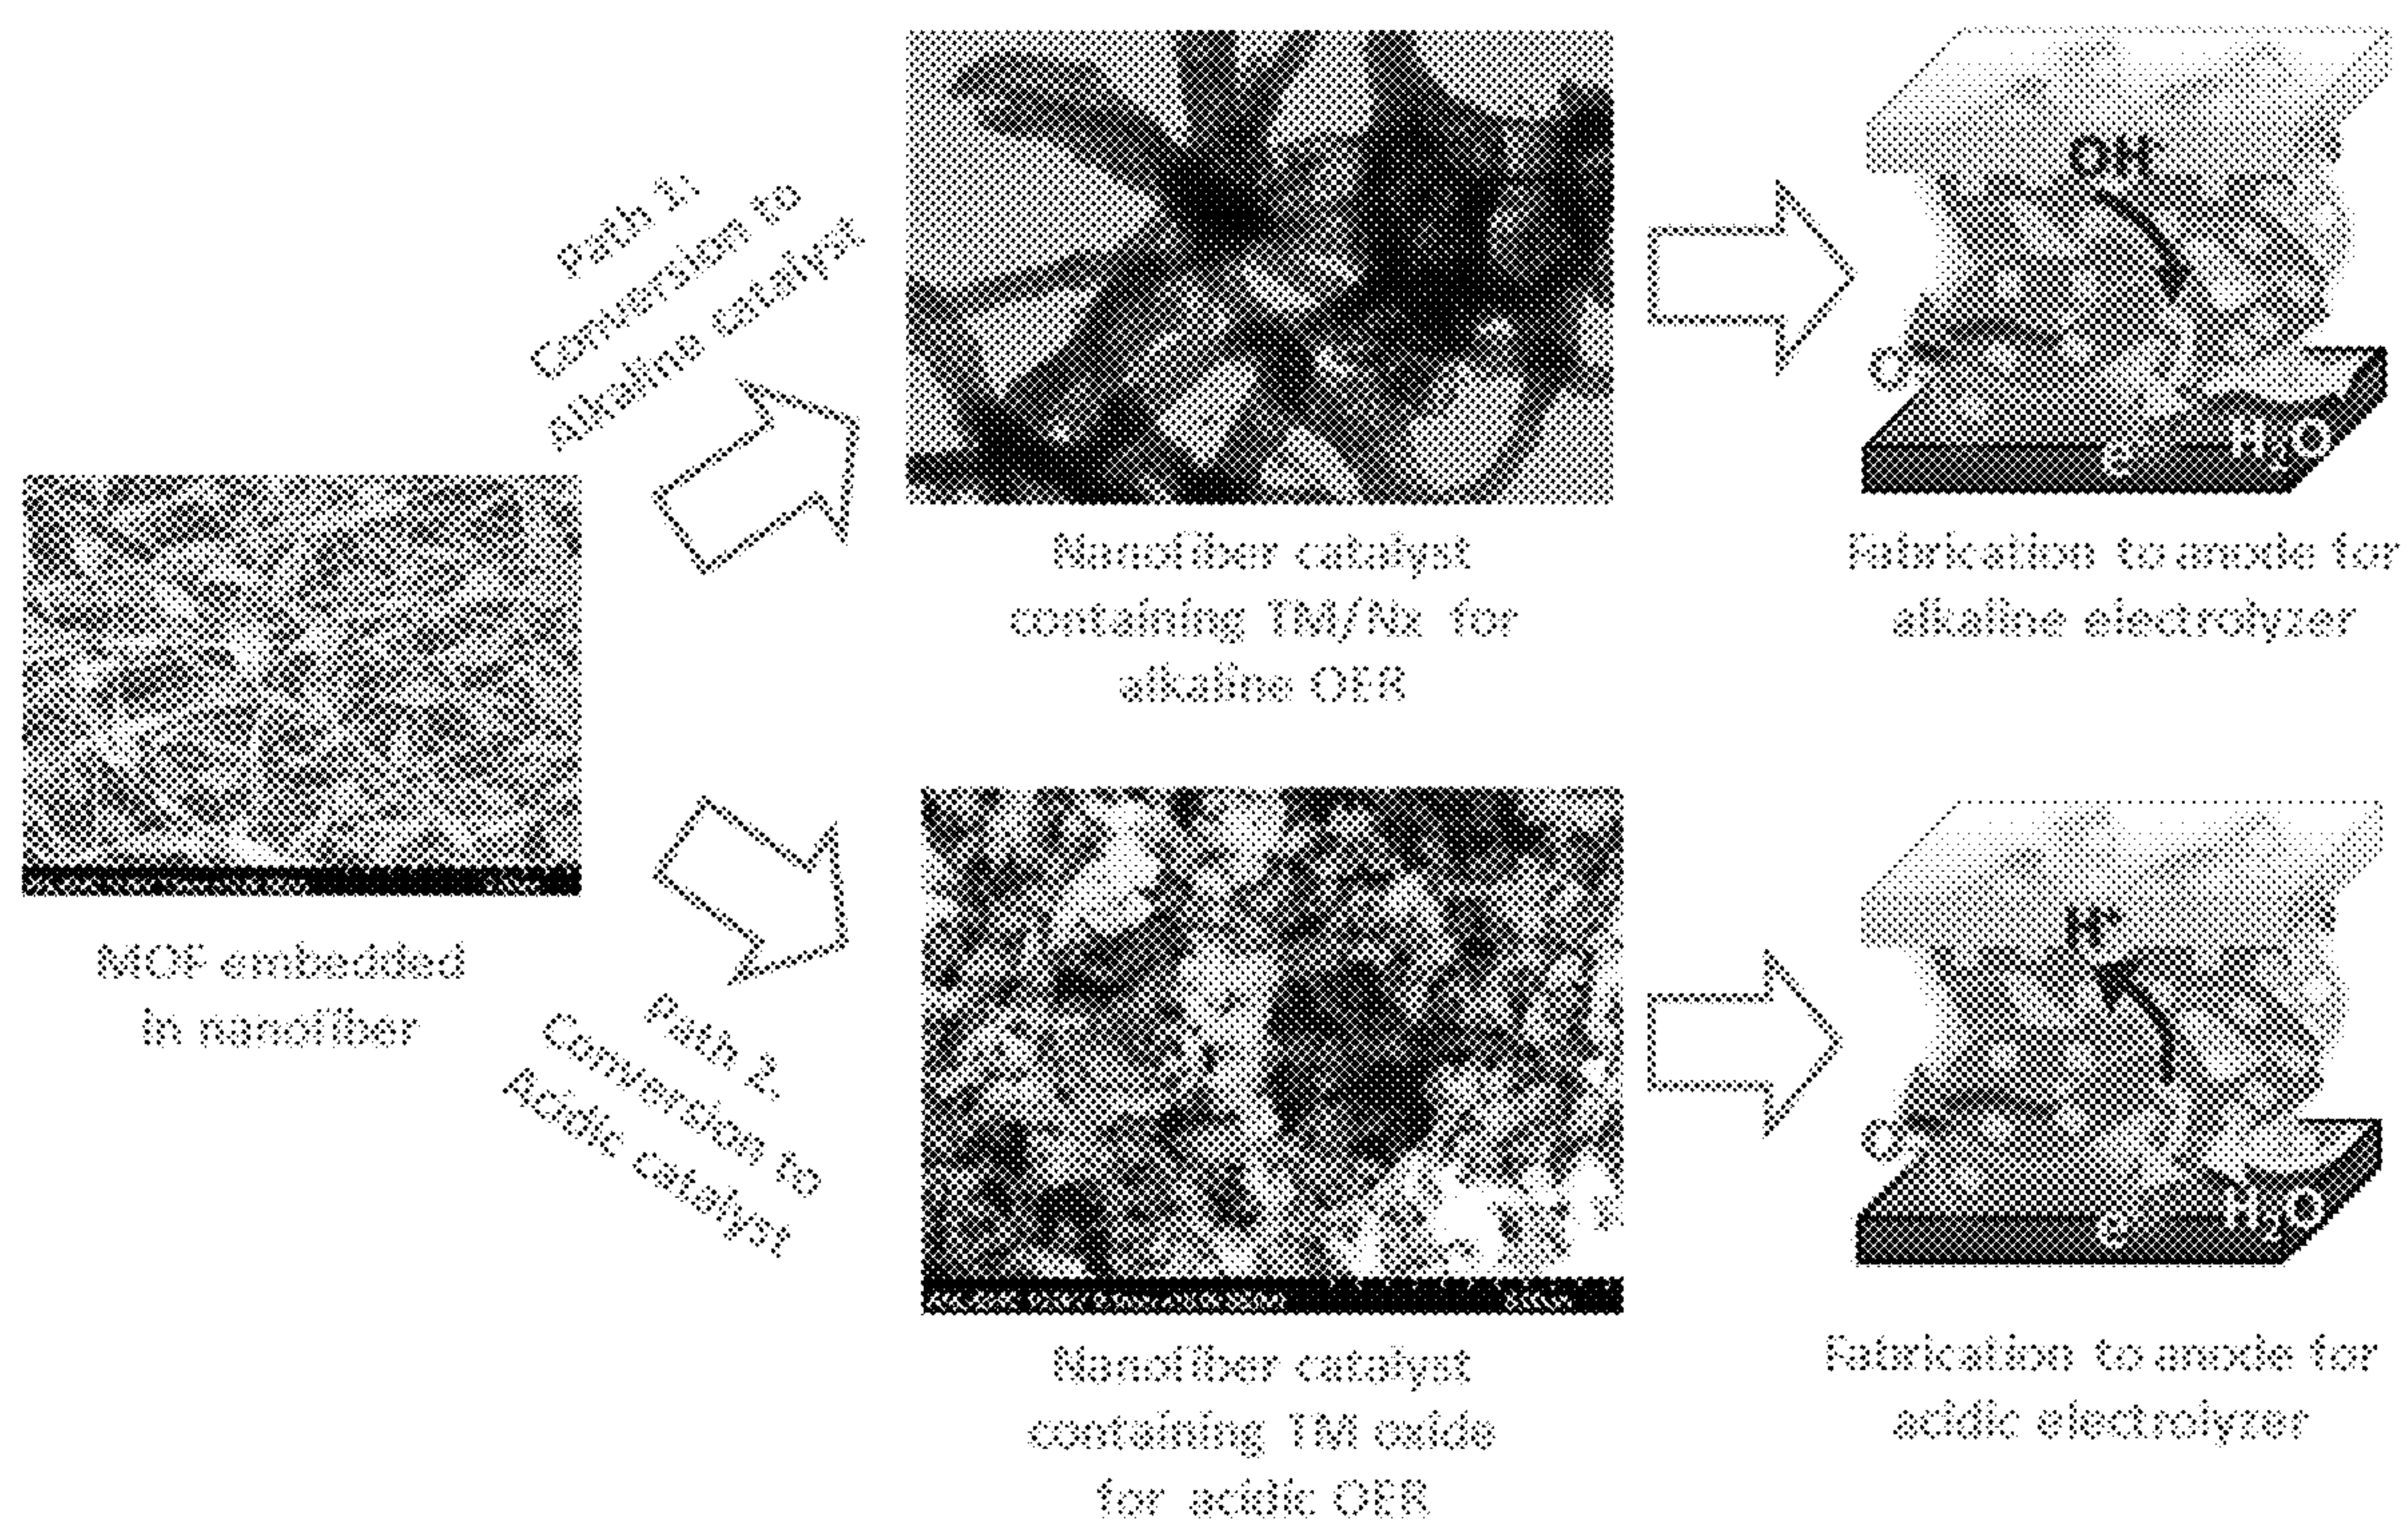 Path 1:
Conversion to
Alkaline catalyst
MOF embedded
in nanofiber
Path 2.
Conversion to
Acidic catalyst
Nanofiber catalyst
containing TM/Nx for
alkaline OER
Nanofiber catalyst
containing TM oxide
for acidic OER
OH
O₂
e
H₂O
Fabrication to anode for
alkaline electrolyzer
H⁺
O₂
e
H₂O
Fabrication to anode for
acidic electrolyzer